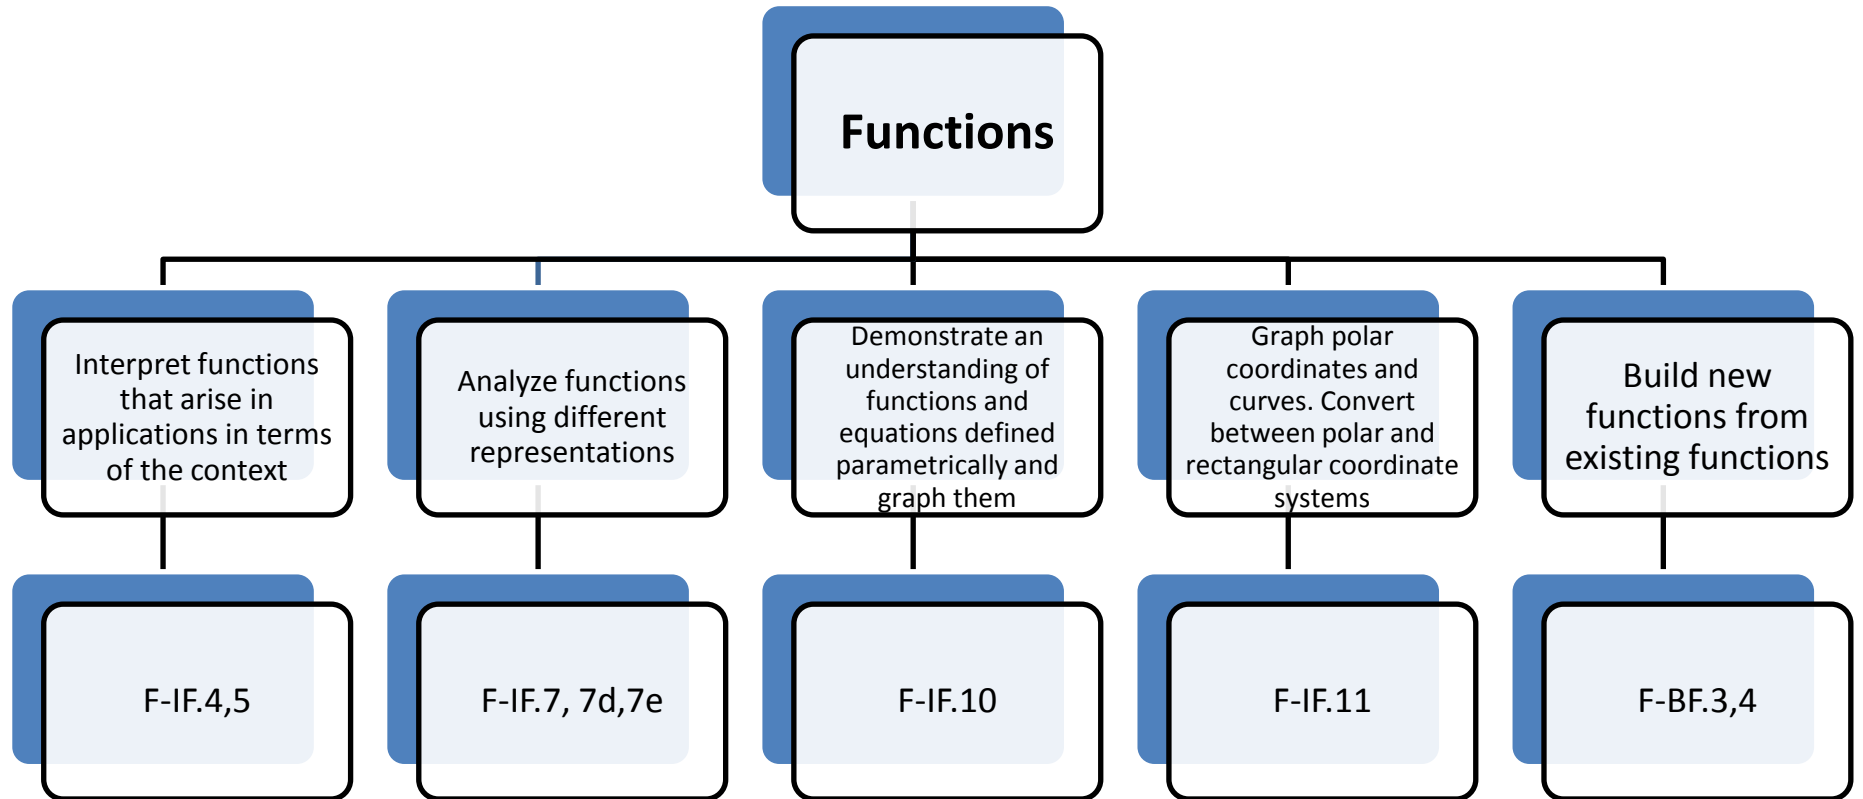 Functions
Interpret functions
that arise in
applications in terms
of the context
Analyze functions
using different
representations
Demonstrate an
understanding of
functions and
equations defined
parametrically and
graph them
Graph polar
coordinates and
curves. Convert
between polar and
rectangular coordinate
systems
Build new
functions from
existing functions
F-IF.4,5
F-IF.7, 7d,7e
F-IF.10
F-IF.11
F-BF.3,4